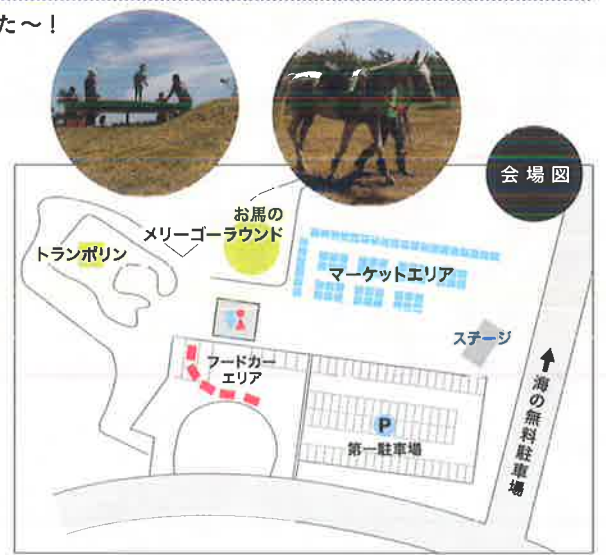 た〜！
会場図
お馬の
メリーゴーラウンド
トランポリン
マーケットエリア
ステージ
フードカー
エリア
P
第一駐車場
海の無料駐車場